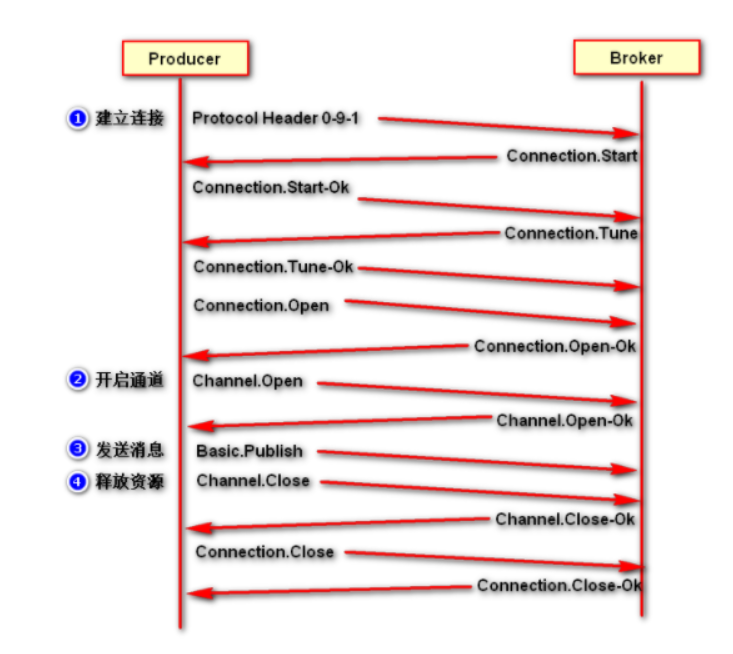 Producer Broker
1 建立连接 Protocol Header 0-9-1
Connection.Start
Connection.Start-Ok
Connection.Tune
Connection.Tune-Ok
Connection.Open
Connection.Open-Ok
2 开启通道 Channel.Open
Channel.Open-Ok
3 发送消息 Basic.Publish
4 释放资源 Channel.Close
Channel.Close-Ok
Connection.Close
Connection.Close-Ok